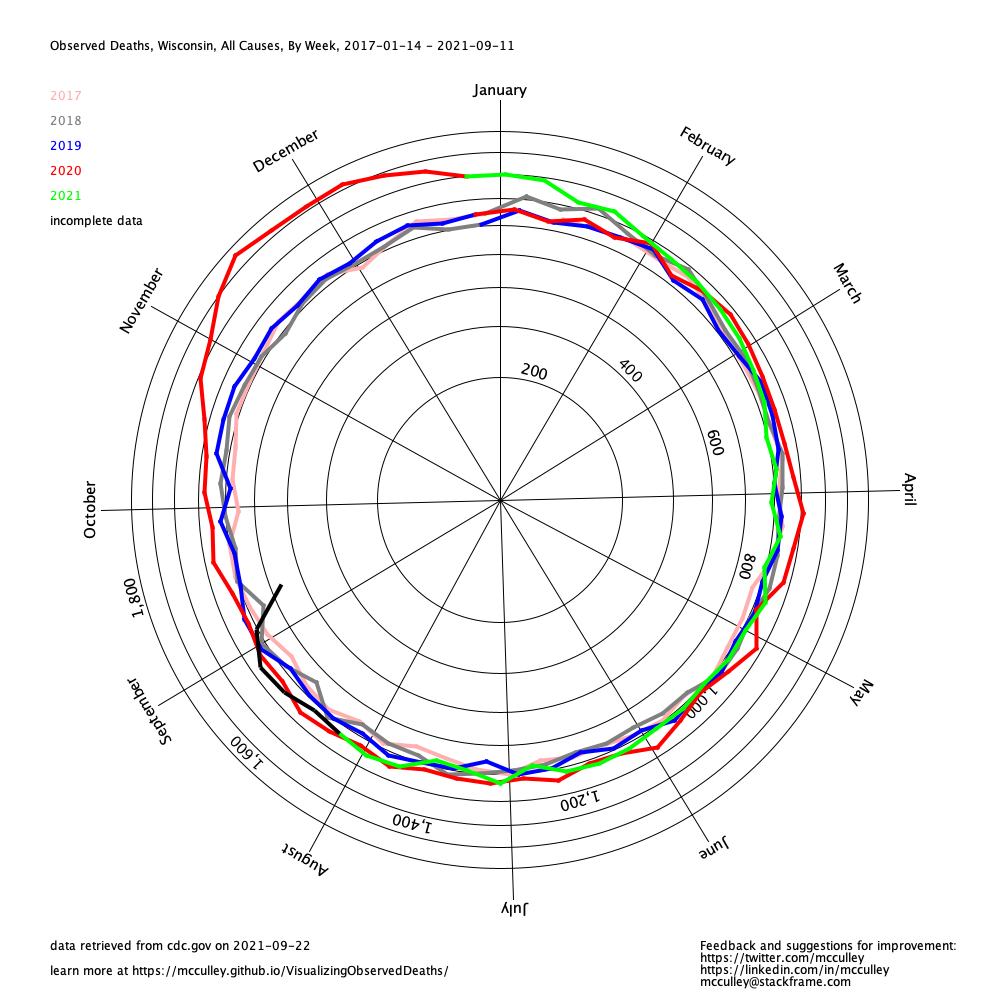 Observed Deaths, Wisconsin, All Causes, By Week, 2017-01-14 - 2021-09-11
2017
2018
2019
2020
2021
incomplete data
January
February
March
April
May
June
July
August
September
October
November
December
200
400
600
800
1,000
1,200
1,400
1,600
1,800
data retrieved from cdc.gov on 2021-09-22
learn more at https://mcculley.github.io/VisualizingObservedDeaths/
Feedback and suggestions for improvement:
https://twitter.com/mcculley
https://linkedin.com/in/mcculley
mcculley@stackframe.com